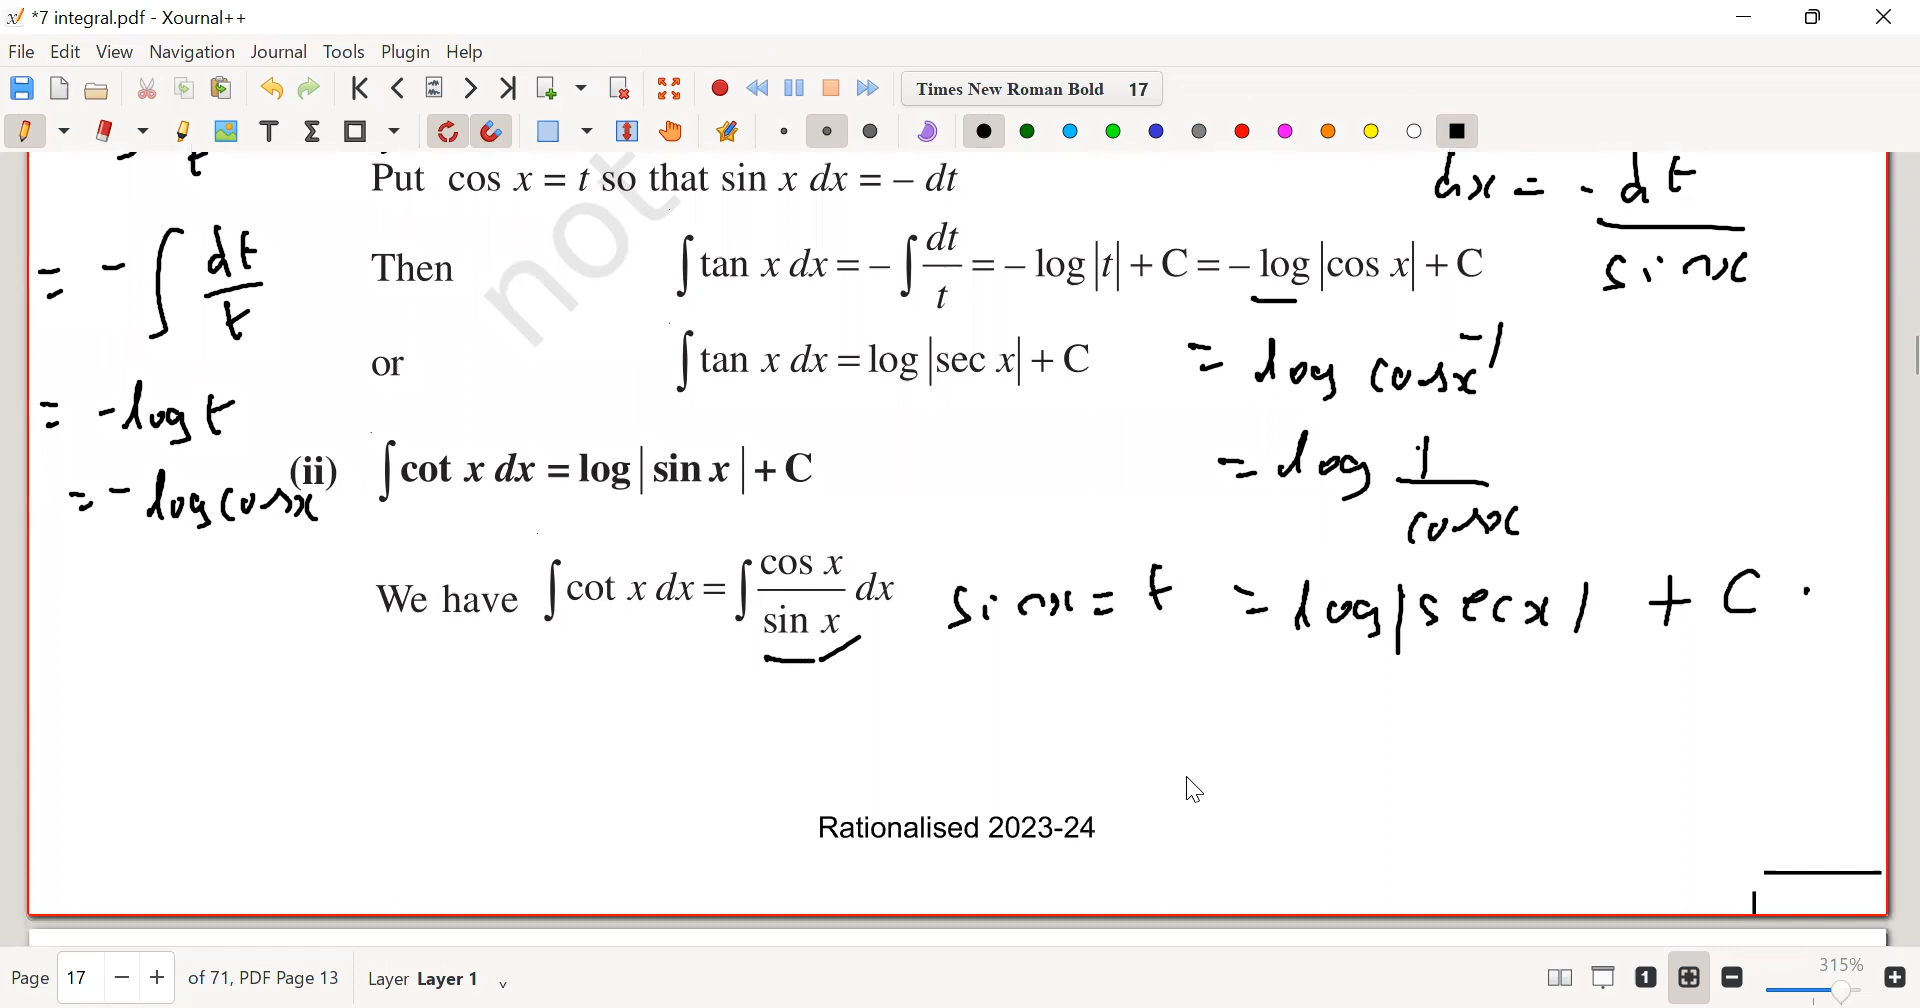 *7 integral.pdf - Xournal++
File Edit View Navigation Journal Tools Plugin Help
Times New Roman Bold 17
t
Put cos x = t so that sin x dx = – dt
dx = - dt
sinx
= - ∫ dt/t
not
Then ∫ tan x dx = – ∫ dt/t = – log |t| + C = – log |cos x| + C
or ∫ tan x dx = log |sec x| + C
= log cosx⁻¹
= -log t
(ii) ∫ cot x dx = log | sin x | + C
= log 1/cosx
= - log cosx
We have ∫ cot x dx = ∫ cos x / sin x dx
sinx = t
= log |secx| + C .
Rationalised 2023-24
Page 17 of 71, PDF Page 13 Layer Layer 1
1
315%